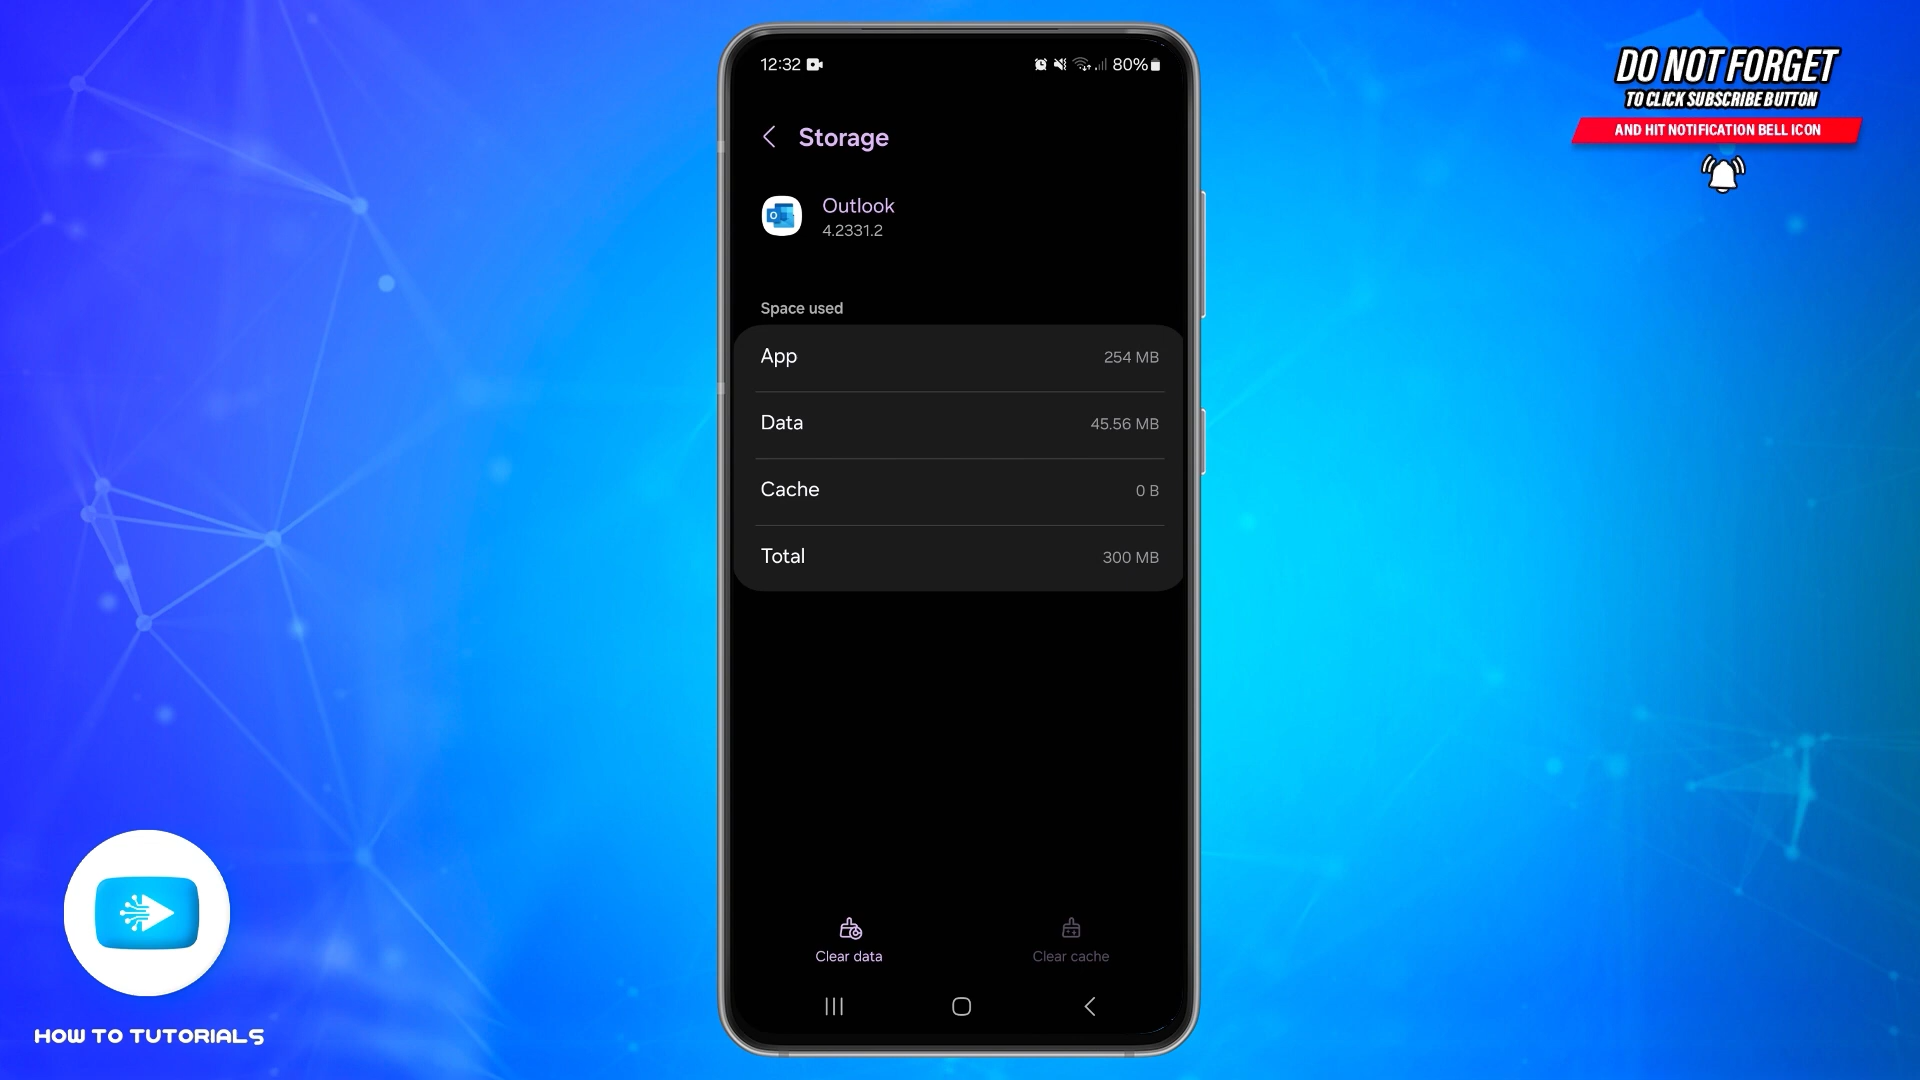 12:32
80%
DO NOT FORGET
TO CLICK SUBSCRIBE BUTTON
AND HIT NOTIFICATION BELL ICON
Storage
Outlook
4.2331.2
Space used
App 254 MB
Data 45.56 MB
Cache 0 B
Total 300 MB
Clear data
Clear cache
HOW TO TUTORIALS